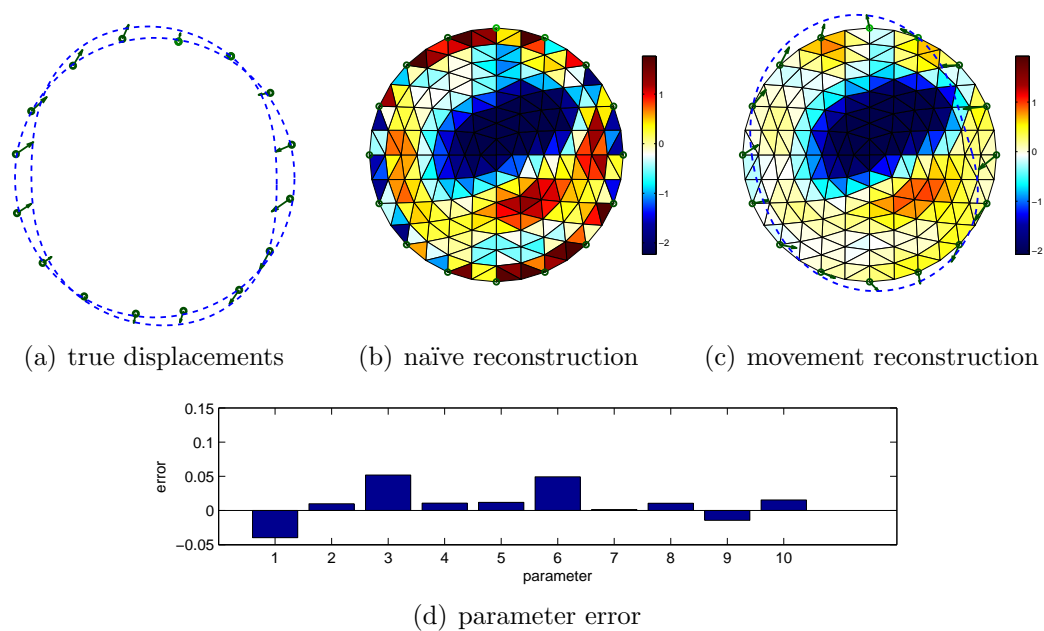 1
0
−1
−2
1
0
−1
−2
(a) true displacements
(b) naïve reconstruction
(c) movement reconstruction
0.15
0.1
0.05
0
−0.05
error
1 2 3 4 5 6 7 8 9 10
parameter
(d) parameter error